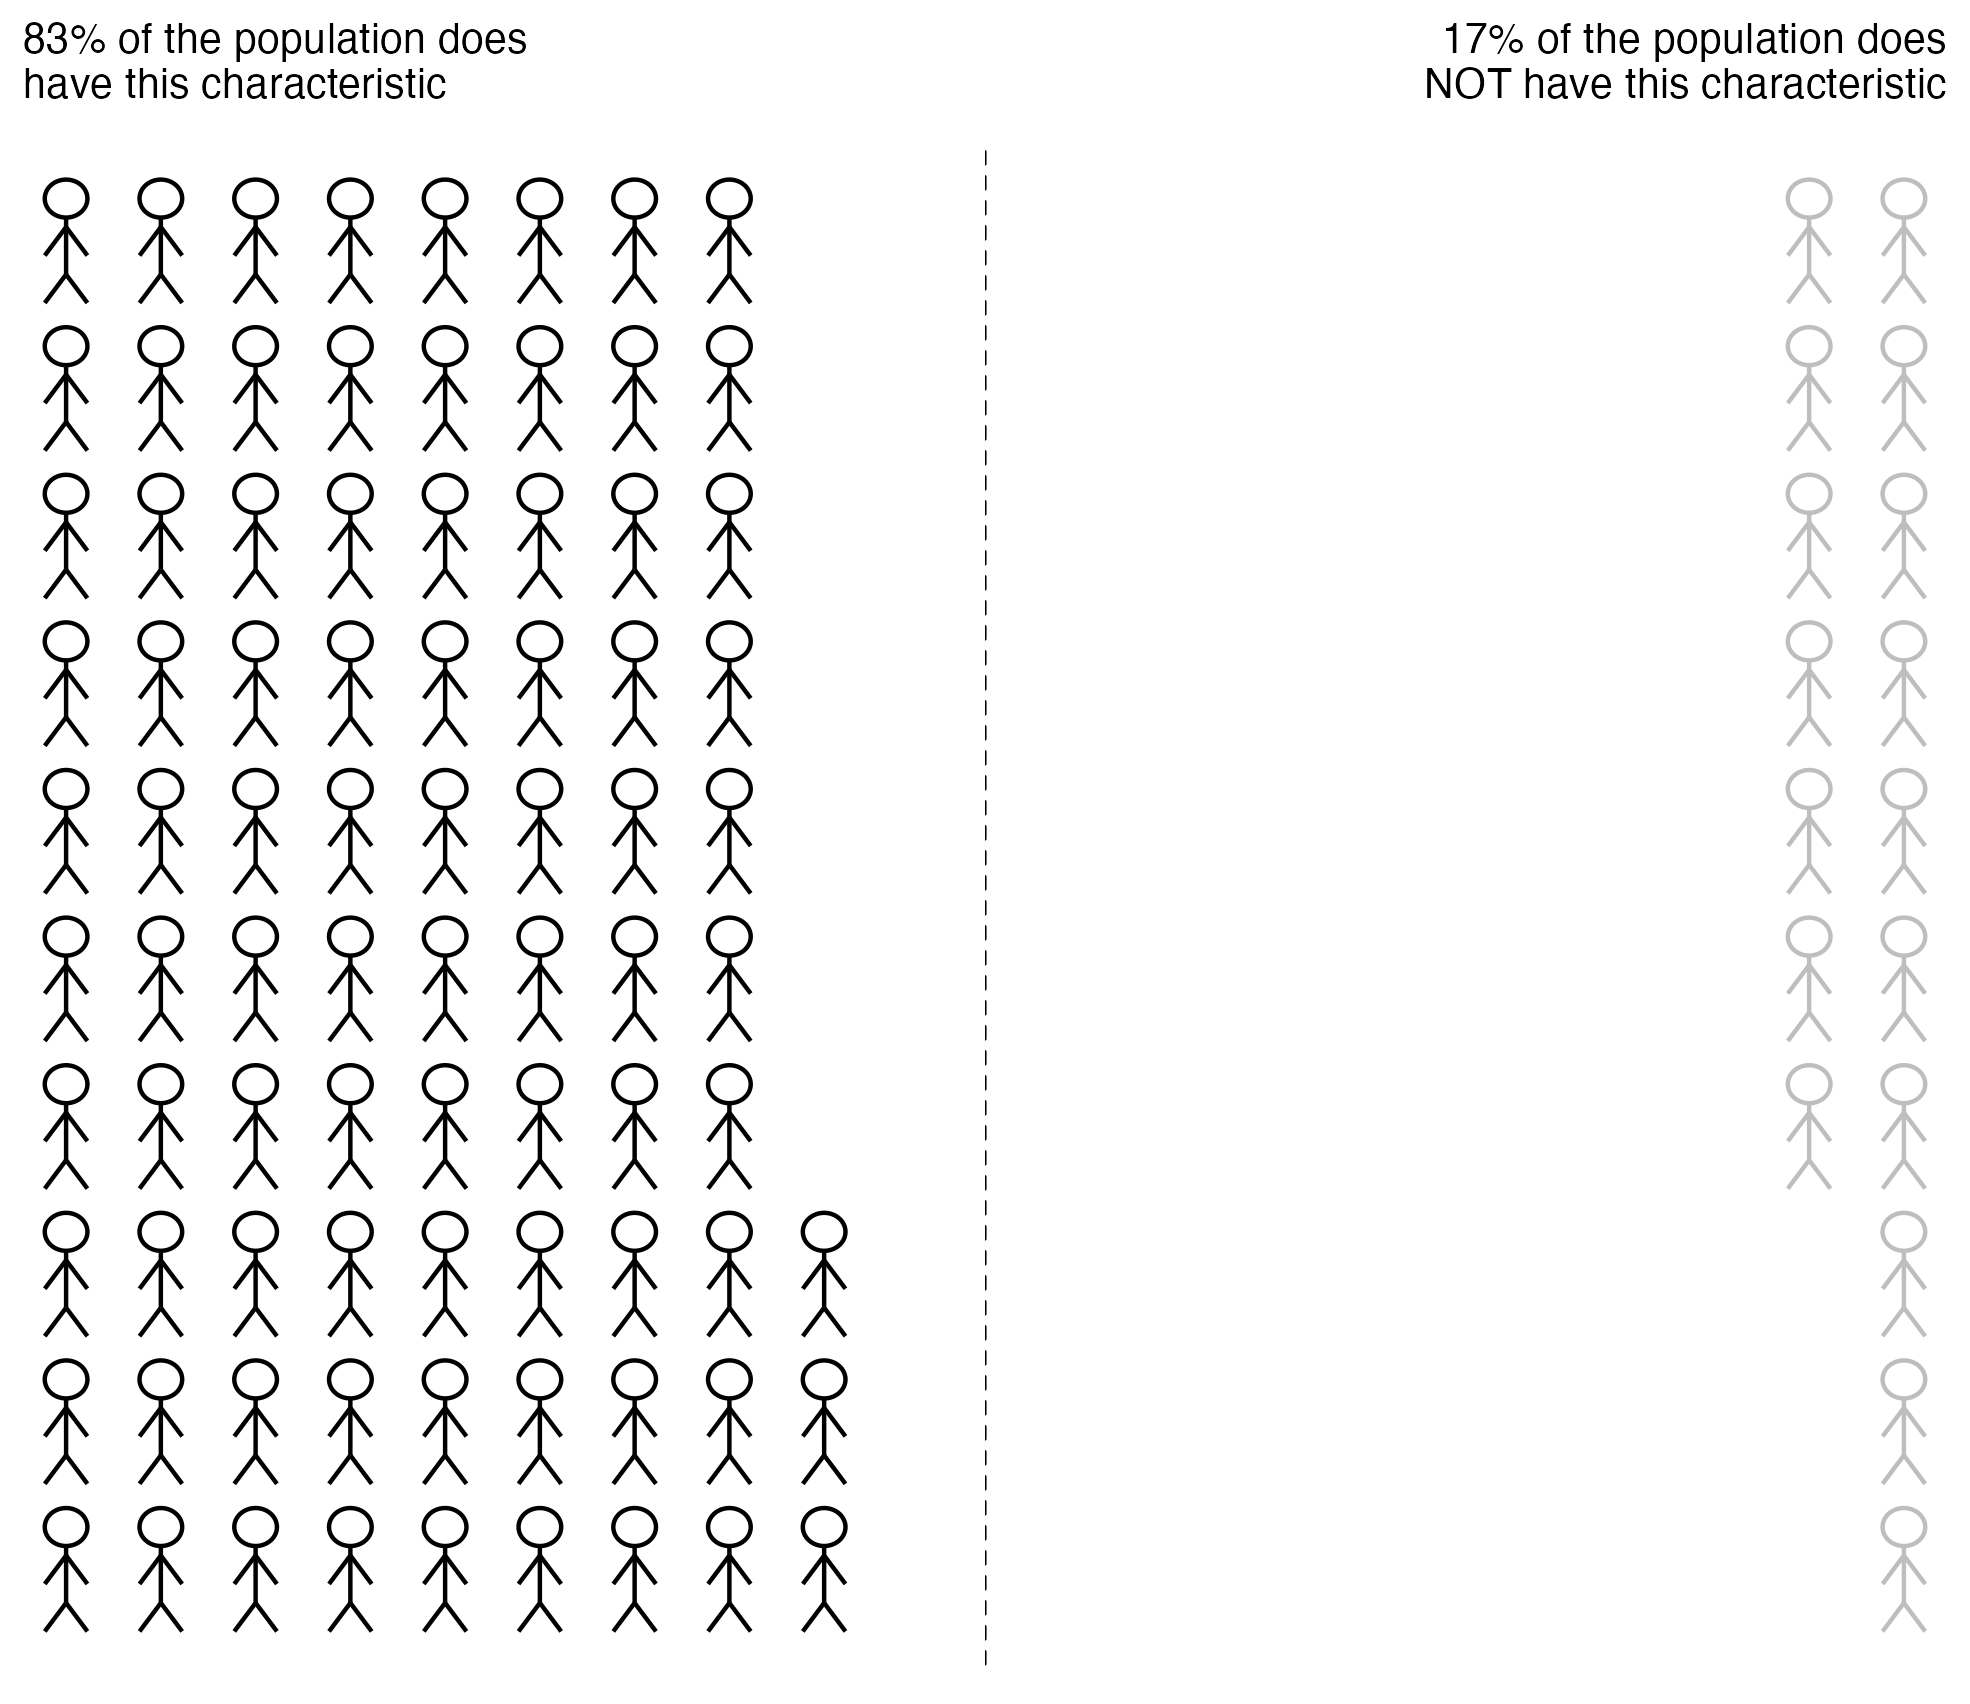 83% of the population does
have this characteristic
17% of the population does
NOT have this characteristic